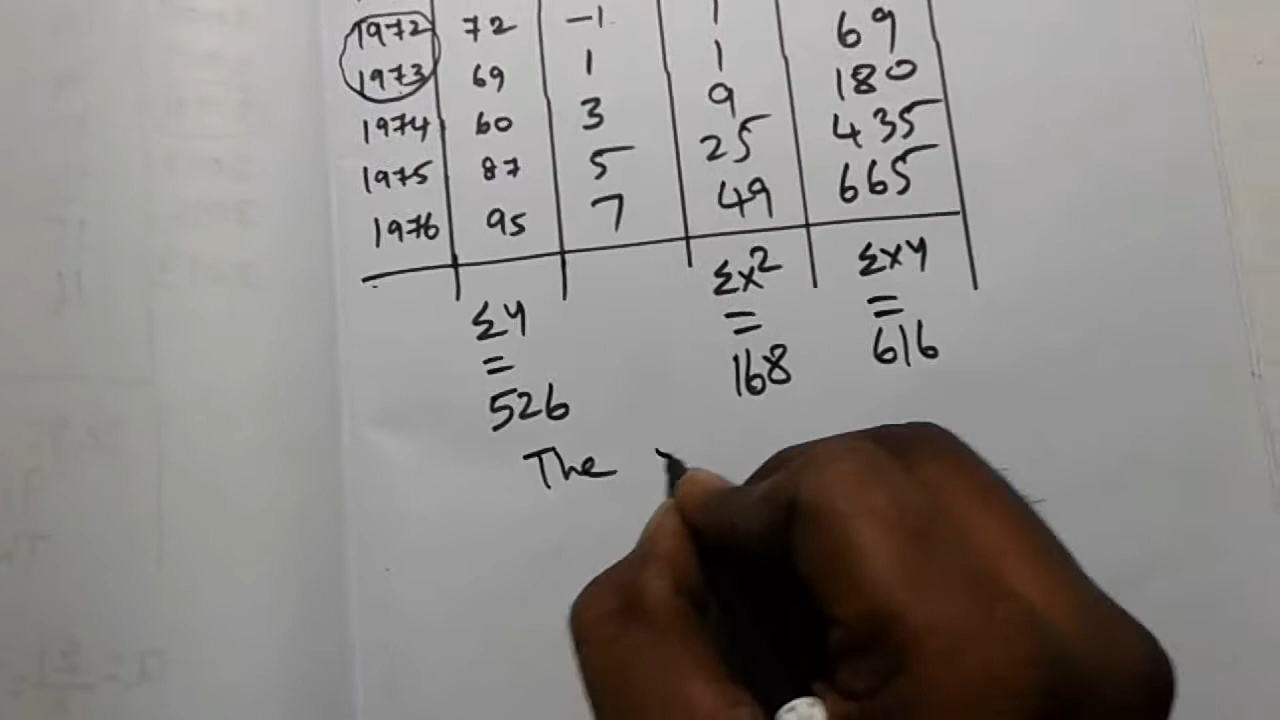 1972 72 -1 1
1973 69 1 1 69
1974 60 3 9 180
1975 87 5 25 435
1976 95 7 49 665
Σy Σx² Σxy
= = =
526 168 616
The